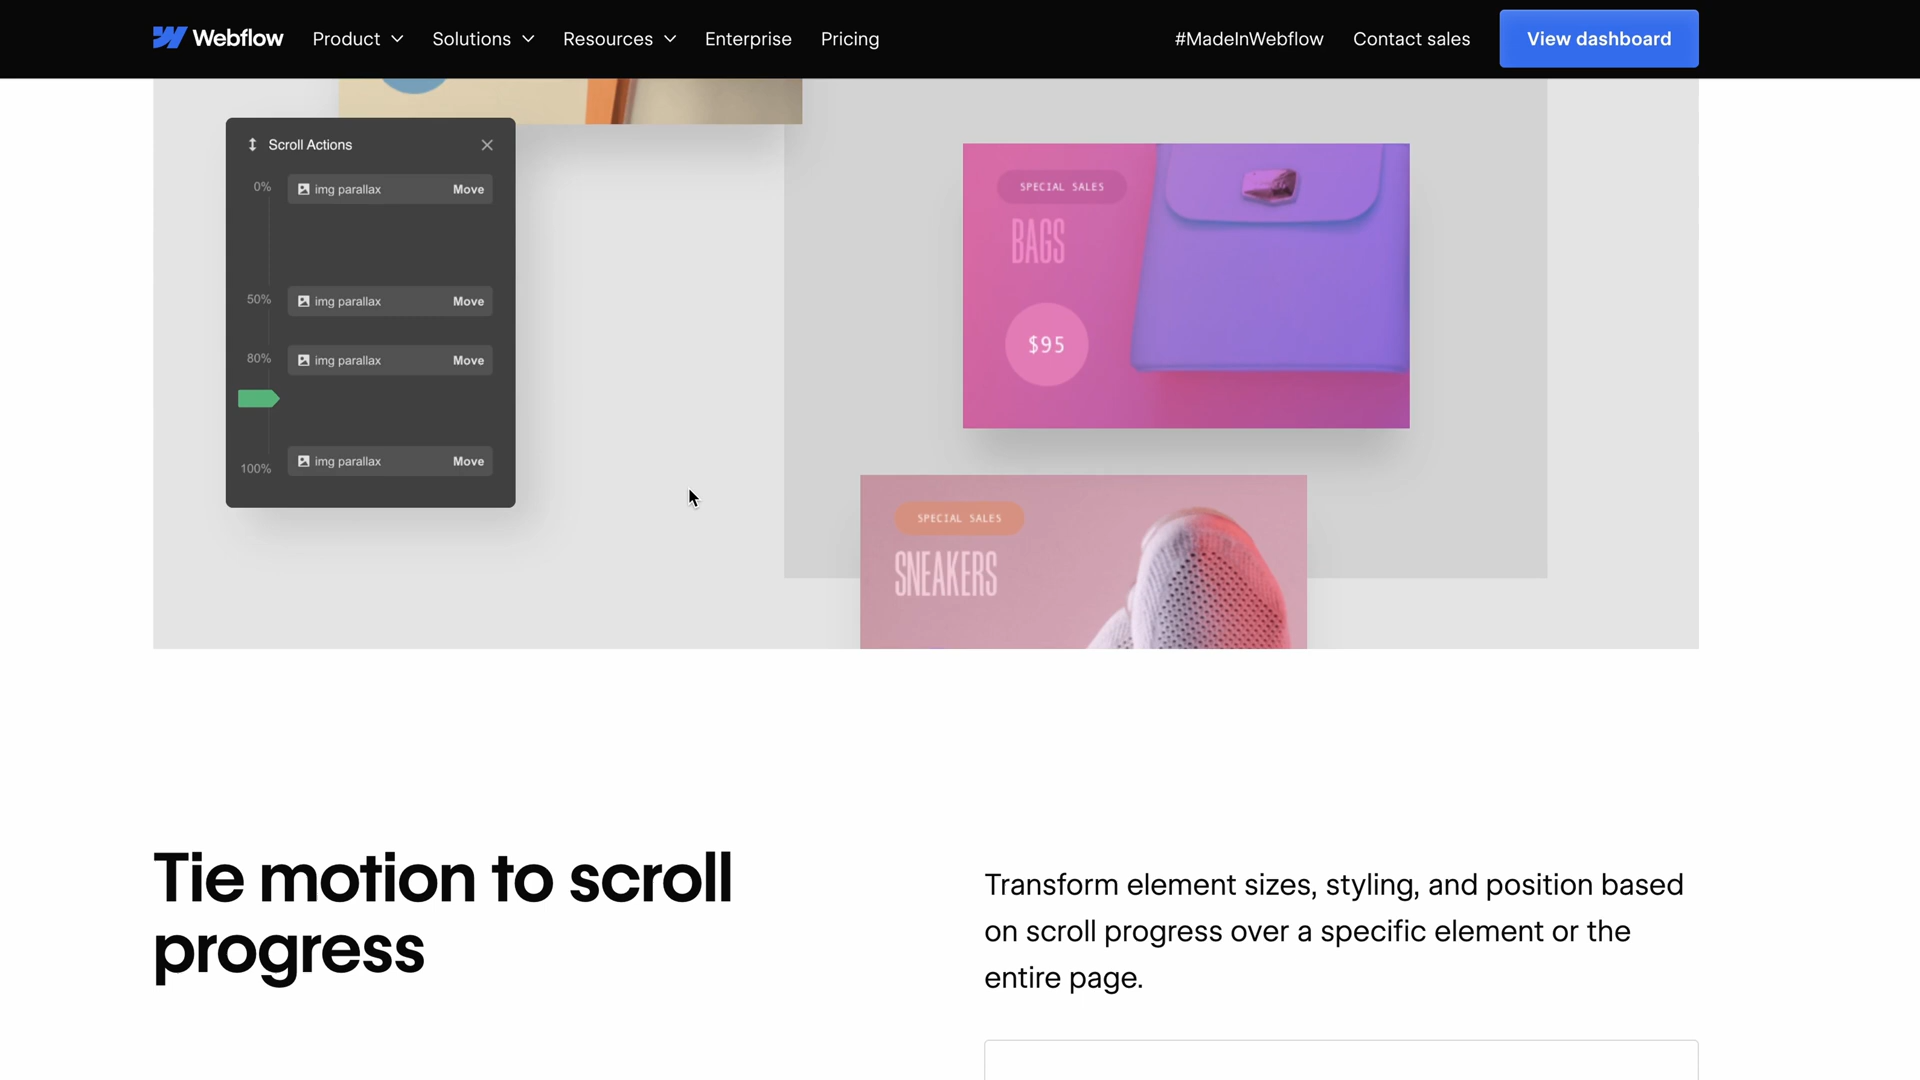 Webflow Product Solutions Resources Enterprise Pricing #MadeInWebflow Contact sales View dashboard
Scroll Actions
0% img parallax Move
50% img parallax Move
80% img parallax Move
100% img parallax Move
SPECIAL SALES
BAGS
$95
SPECIAL SALES
SNEAKERS
Tie motion to scroll
progress
Transform element sizes, styling, and position based
on scroll progress over a specific element or the
entire page.